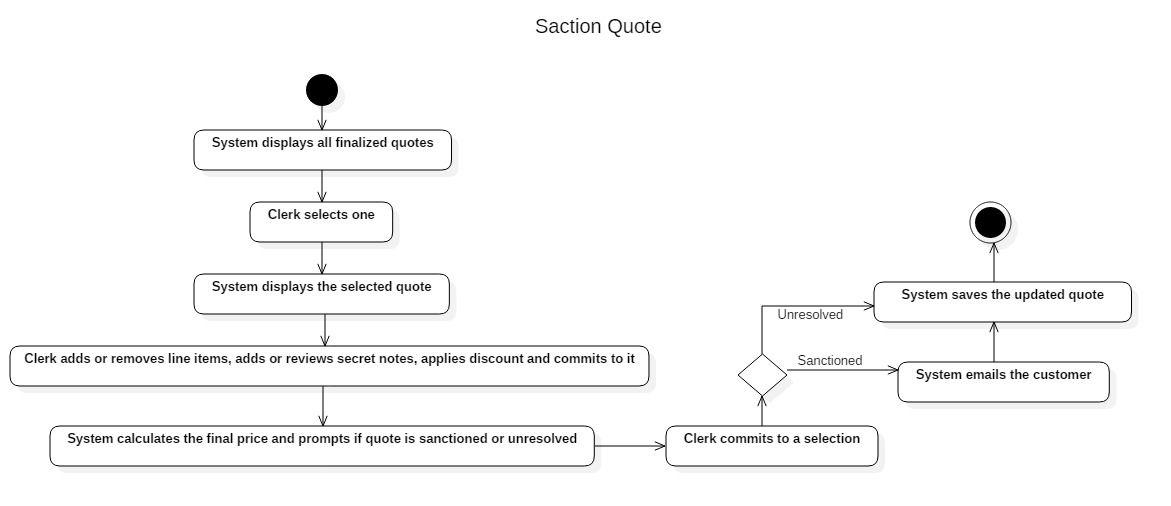 Saction Quote
System displays all finalized quotes
Clerk selects one
System displays the selected quote
Clerk adds or removes line items, adds or reviews secret notes, applies discount and commits to it
System calculates the final price and prompts if quote is sanctioned or unresolved
Clerk commits to a selection
Unresolved
Sanctioned
System emails the customer
System saves the updated quote